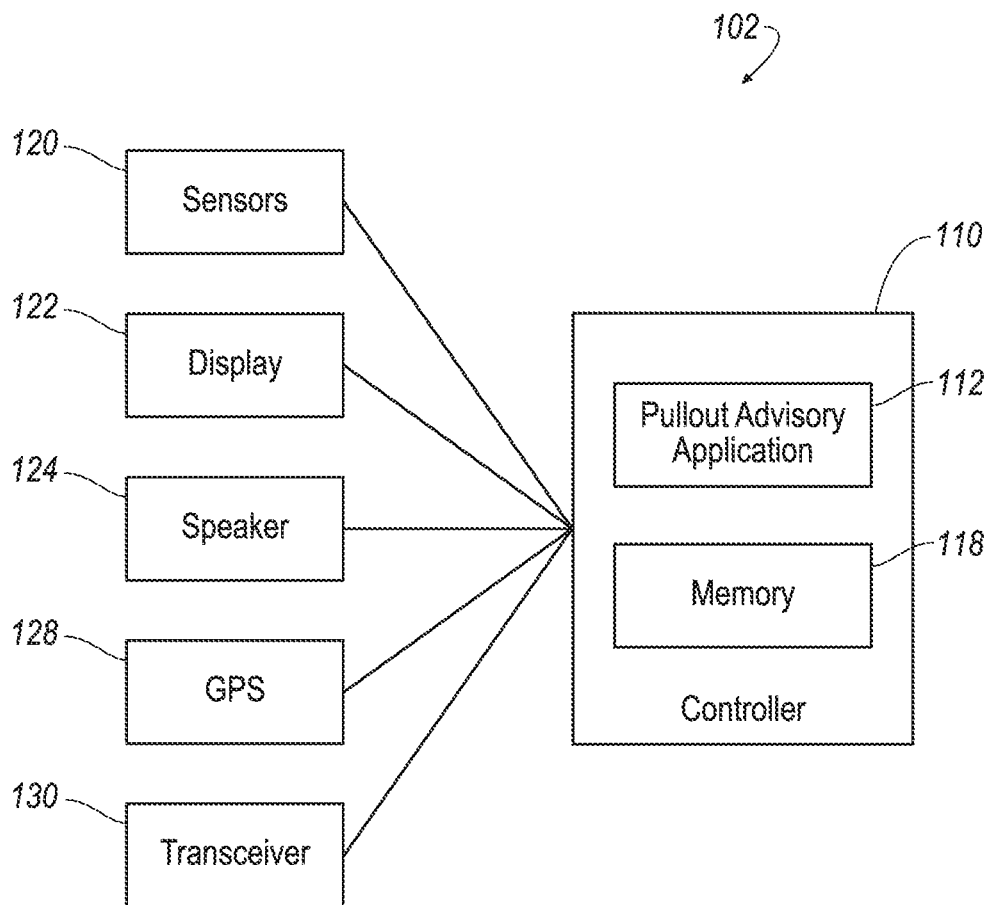 102
120
Sensors
110
122
Display
112
Pullout Advisory
Application
124
Speaker
118
Memory
128
GPS
Controller
130
Transceiver